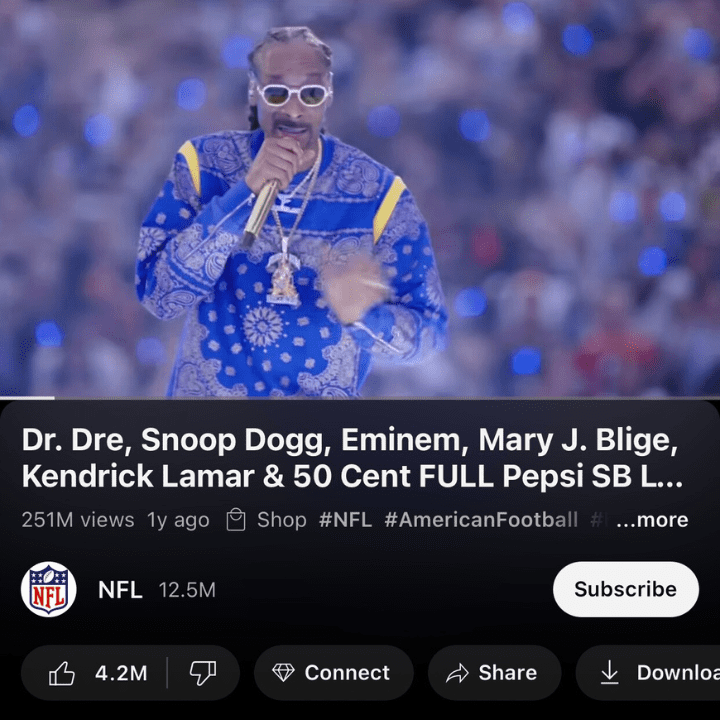 Dr. Dre, Snoop Dogg, Eminem, Mary J. Blige,
Kendrick Lamar & 50 Cent FULL Pepsi SB L...
251M views 1y ago Shop #NFL #AmericanFootball # ...more
NFL NFL 12.5M Subscribe
4.2M Connect Share Downloa